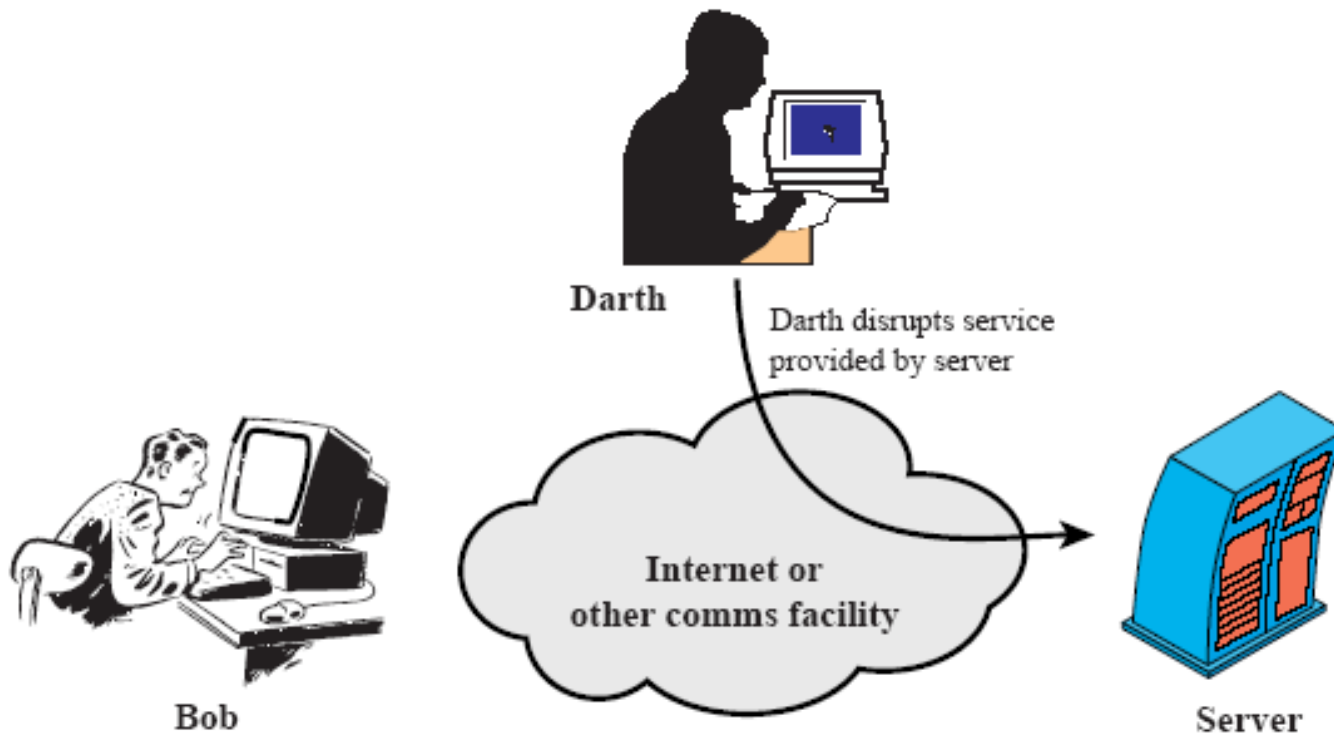 Darth
Darth disrupts service
provided by server
Internet or
other comms facility
Bob
Server